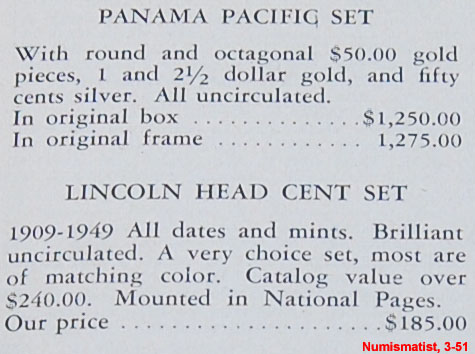 PANAMA PACIFIC SET
With round and octagonal $50.00 gold
pieces, 1 and 2½ dollar gold, and fifty
cents silver. All uncirculated.
In original box . . . . . . . . . . . . . $1,250.00
In original frame . . . . . . . . . . . . 1,275.00
LINCOLN HEAD CENT SET
1909-1949 All dates and mints. Brilliant
uncirculated. A very choice set, most are
of matching color. Catalog value over
$240.00. Mounted in National Pages.
Our price . . . . . . . . . . . . . . . . . . . $185.00
Numismatist, 3-51